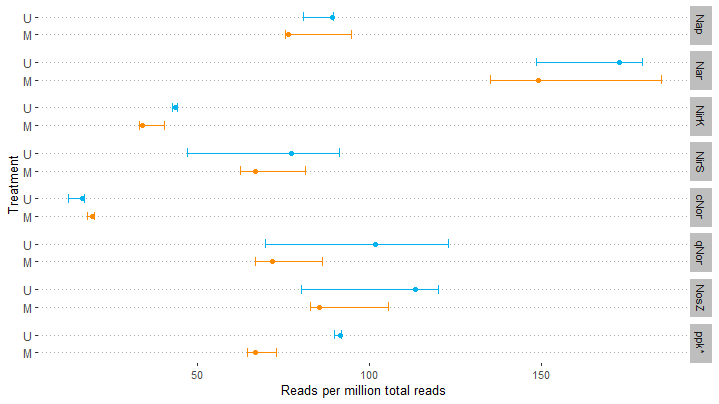 U
M
Nap
U
M
Nar
U
M
NirK
U
M
NirS
U
M
cNor
U
M
qNor
U
M
NosZ
U
M
ppk *
Treatment
50
100
150
Reads per million total reads